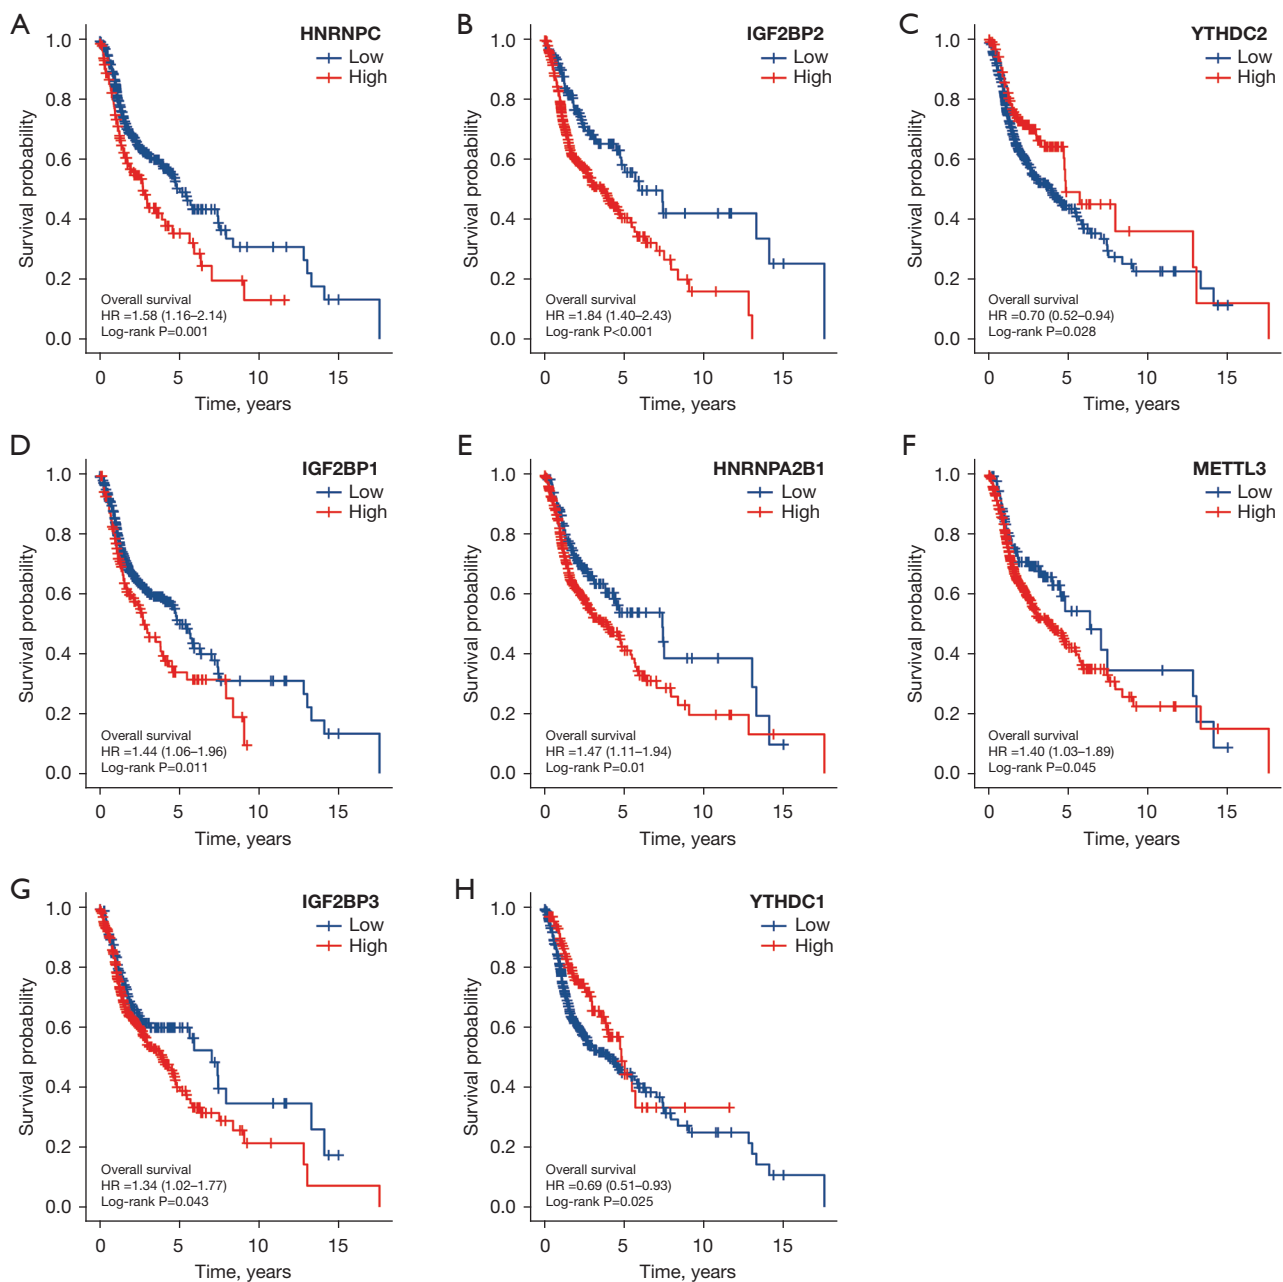 A
HNRNPC
Low
High
Survival probability
1.0
0.8
0.6
0.4
0.2
0.0
Overall survival
HR =1.58 (1.16–2.14)
Log-rank P=0.001
0 5 10 15
Time, years
B
IGF2BP2
Low
High
Survival probability
1.0
0.8
0.6
0.4
0.2
0.0
Overall survival
HR =1.84 (1.40–2.43)
Log-rank P<0.001
0 5 10 15
Time, years
C
YTHDC2
Low
High
Survival probability
1.0
0.8
0.6
0.4
0.2
0.0
Overall survival
HR =0.70 (0.52–0.94)
Log-rank P=0.028
0 5 10 15
Time, years
D
IGF2BP1
Low
High
Survival probability
1.0
0.8
0.6
0.4
0.2
0.0
Overall survival
HR =1.44 (1.06–1.96)
Log-rank P=0.011
0 5 10 15
Time, years
E
HNRNPA2B1
Low
High
Survival probability
1.0
0.8
0.6
0.4
0.2
0.0
Overall survival
HR =1.47 (1.11–1.94)
Log-rank P=0.01
0 5 10 15
Time, years
F
METTL3
Low
High
Survival probability
1.0
0.8
0.6
0.4
0.2
0.0
Overall survival
HR =1.40 (1.03–1.89)
Log-rank P=0.045
0 5 10 15
Time, years
G
IGF2BP3
Low
High
Survival probability
1.0
0.8
0.6
0.4
0.2
0.0
Overall survival
HR =1.34 (1.02–1.77)
Log-rank P=0.043
0 5 10 15
Time, years
H
YTHDC1
Low
High
Survival probability
1.0
0.8
0.6
0.4
0.2
0.0
Overall survival
HR =0.69 (0.51–0.93)
Log-rank P=0.025
0 5 10 15
Time, years